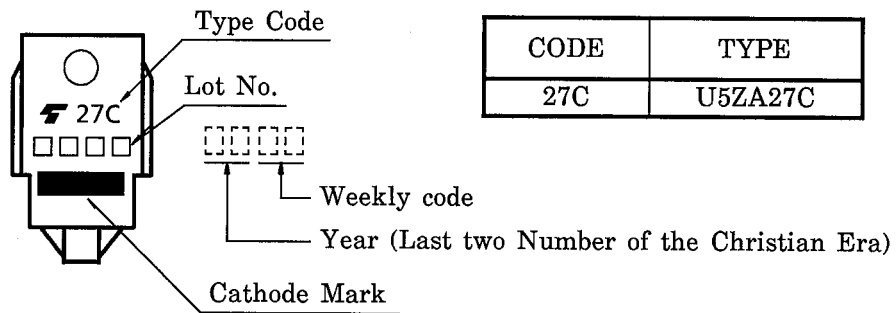 Type Code
Lot No.
27C
Weekly code
Year (Last two Number of the Christian Era)
Cathode Mark
CODE TYPE
27C U5ZA27C